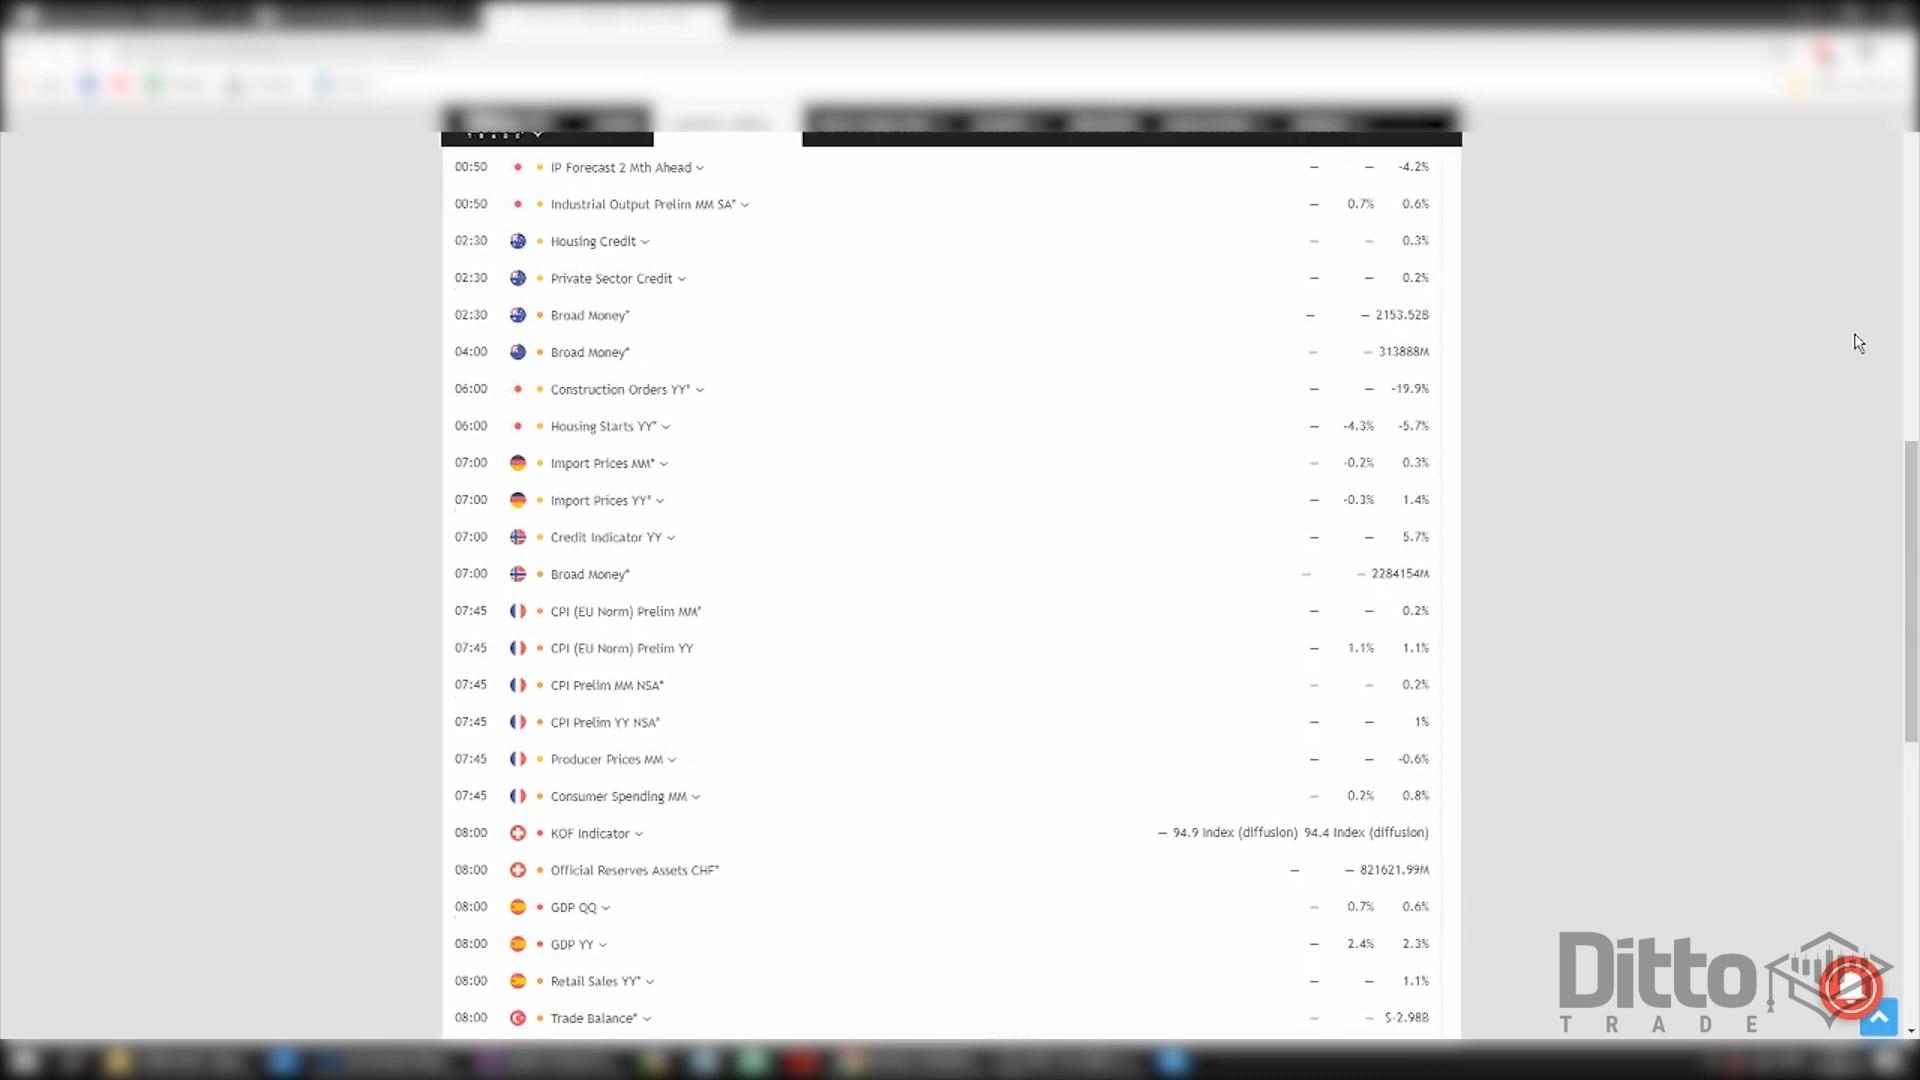 00:50 IP Forecast 2 Mth Ahead — — -4.2%
00:50 Industrial Output Prelim MM SA* — 0.7% 0.6%
02:30 Housing Credit — — 0.3%
02:30 Private Sector Credit — — 0.2%
02:30 Broad Money* — — 2153.52B
04:00 Broad Money* — — 313888M
06:00 Construction Orders YY* — — -19.9%
06:00 Housing Starts YY* — -4.3% -5.7%
07:00 Import Prices MM* — -0.2% 0.3%
07:00 Import Prices YY* — -0.3% 1.4%
07:00 Credit Indicator YY — — 5.7%
07:00 Broad Money* — — 2284154M
07:45 CPI (EU Norm) Prelim MM* — — 0.2%
07:45 CPI (EU Norm) Prelim YY — 1.1% 1.1%
07:45 CPI Prelim MM NSA* — — 0.2%
07:45 CPI Prelim YY NSA* — — 1%
07:45 Producer Prices MM — — -0.6%
07:45 Consumer Spending MM — 0.2% 0.8%
08:00 KOF Indicator — 94.9 Index (diffusion) 94.4 Index (diffusion)
08:00 Official Reserves Assets CHF* — — 821621.99M
08:00 GDP QQ — 0.7% 0.6%
08:00 GDP YY — 2.4% 2.3%
08:00 Retail Sales YY* — — 1.1%
08:00 Trade Balance* — — $-2.98B
Ditto
TRADE